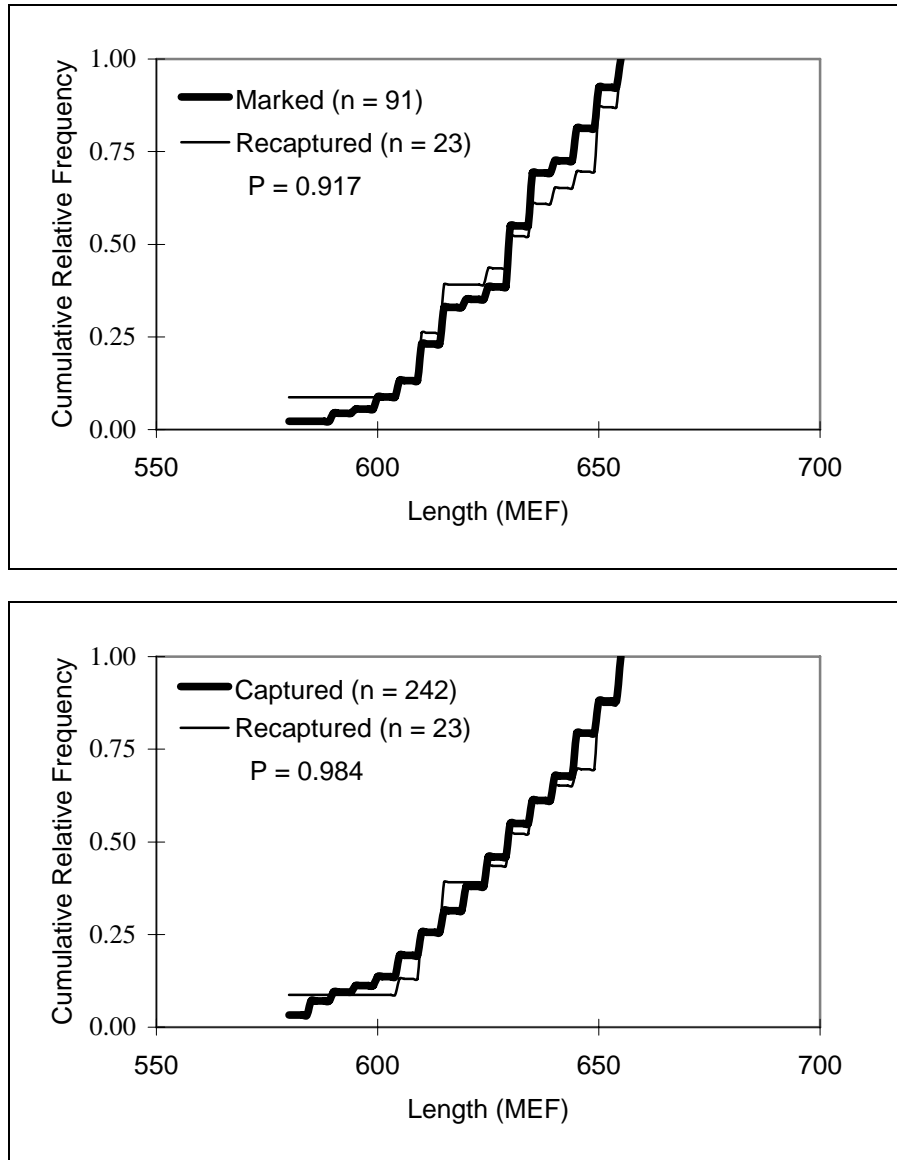 Cumulative Relative Frequency
1.00
0.75
0.50
0.25
0.00
Marked (n = 91)
Recaptured (n = 23)
P = 0.917
550
600
650
700
Length (MEF)
Cumulative Relative Frequency
1.00
0.75
0.50
0.25
0.00
Captured (n = 242)
Recaptured (n = 23)
P = 0.984
550
600
650
700
Length (MEF)